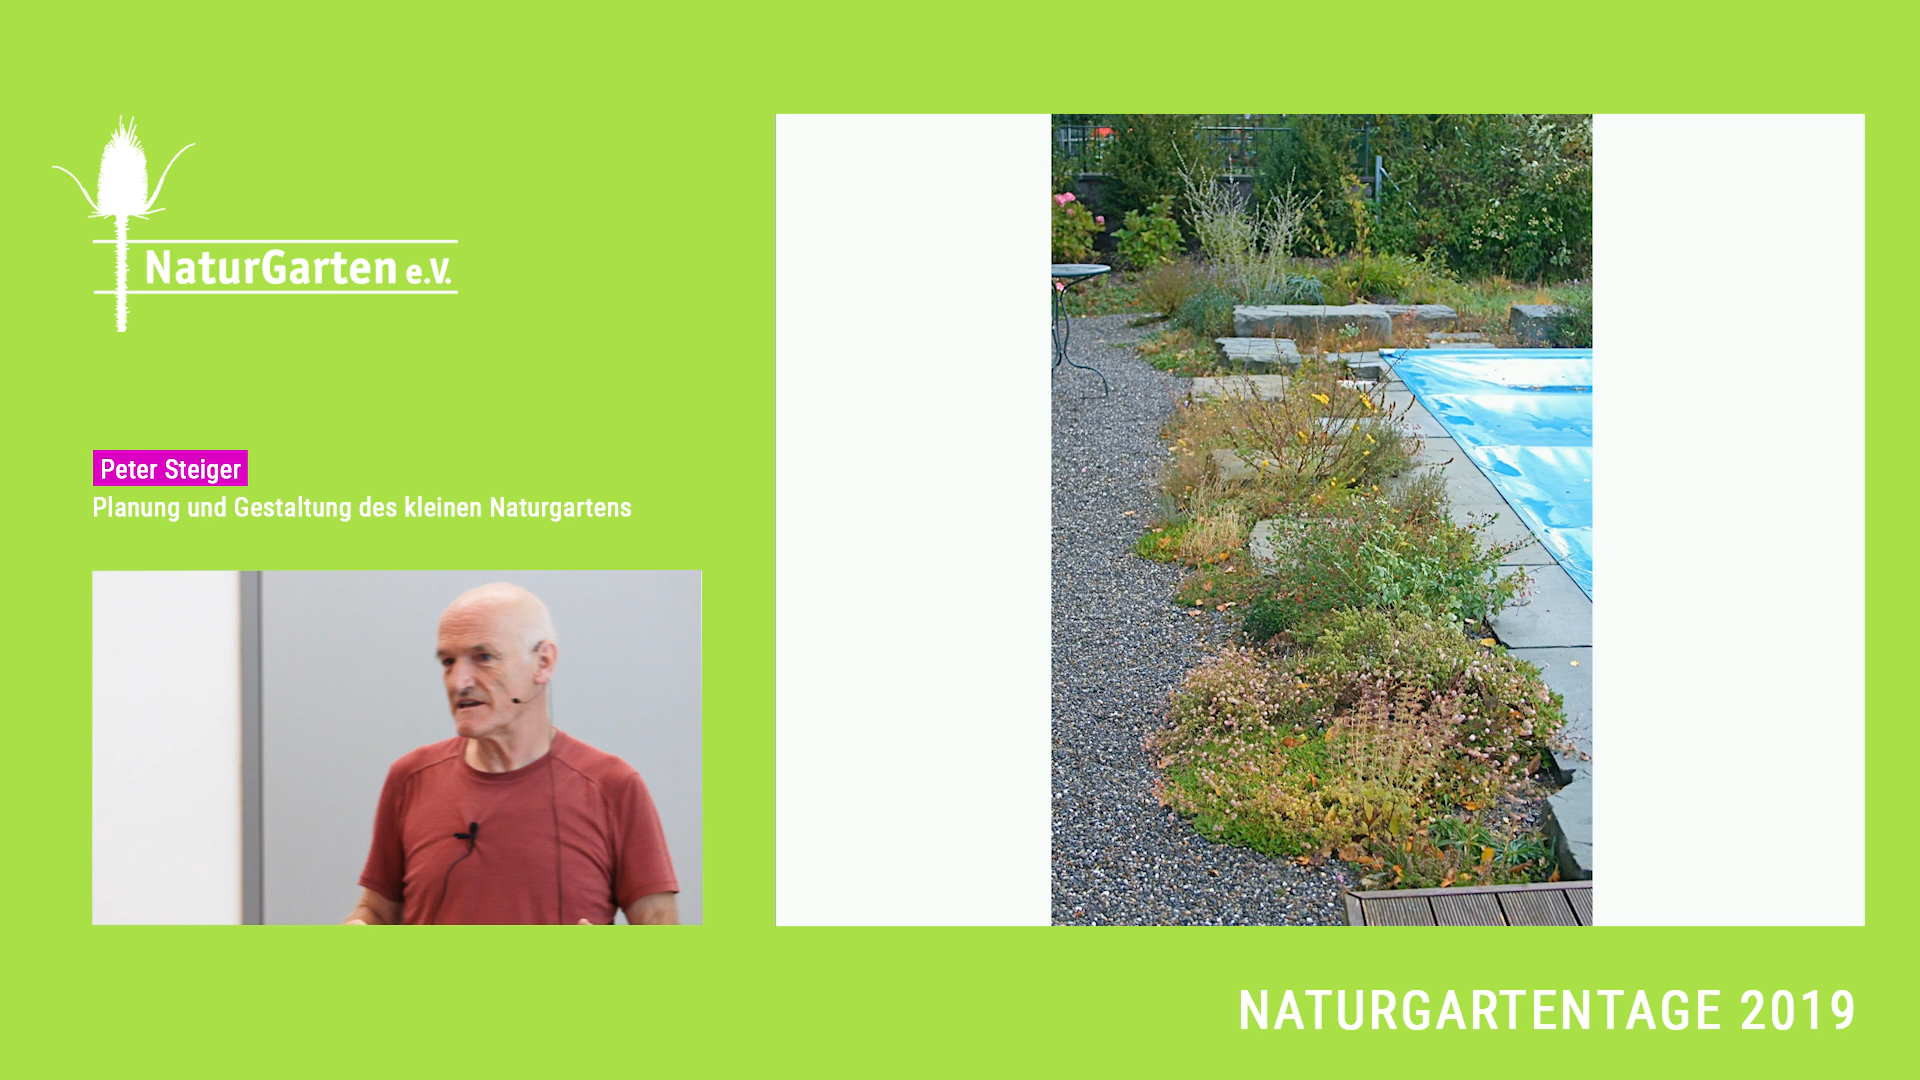 NaturGarten e.V.
Peter Steiger
Planung und Gestaltung des kleinen Naturgartens
NATURGARTENTAGE 2019